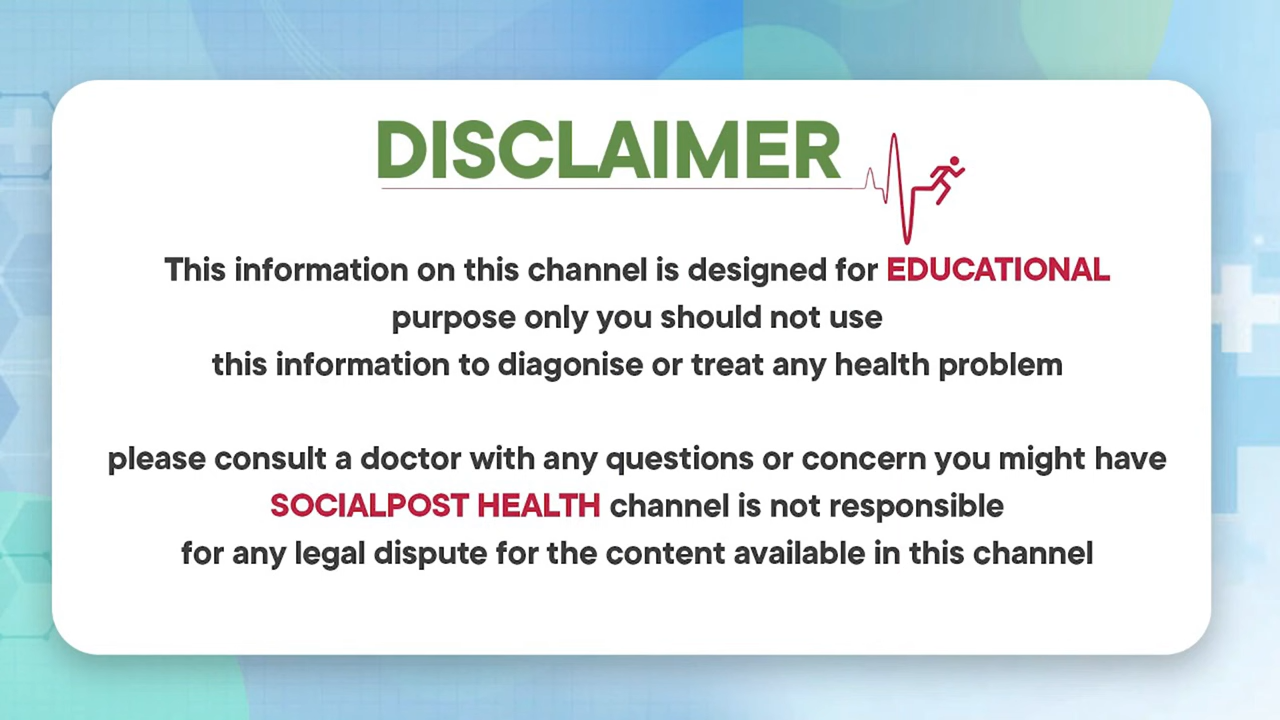 DISCLAIMER
This information on this channel is designed for EDUCATIONAL
purpose only you should not use
this information to diagonise or treat any health problem
please consult a doctor with any questions or concern you might have
SOCIALPOST HEALTH channel is not responsible
for any legal dispute for the content available in this channel